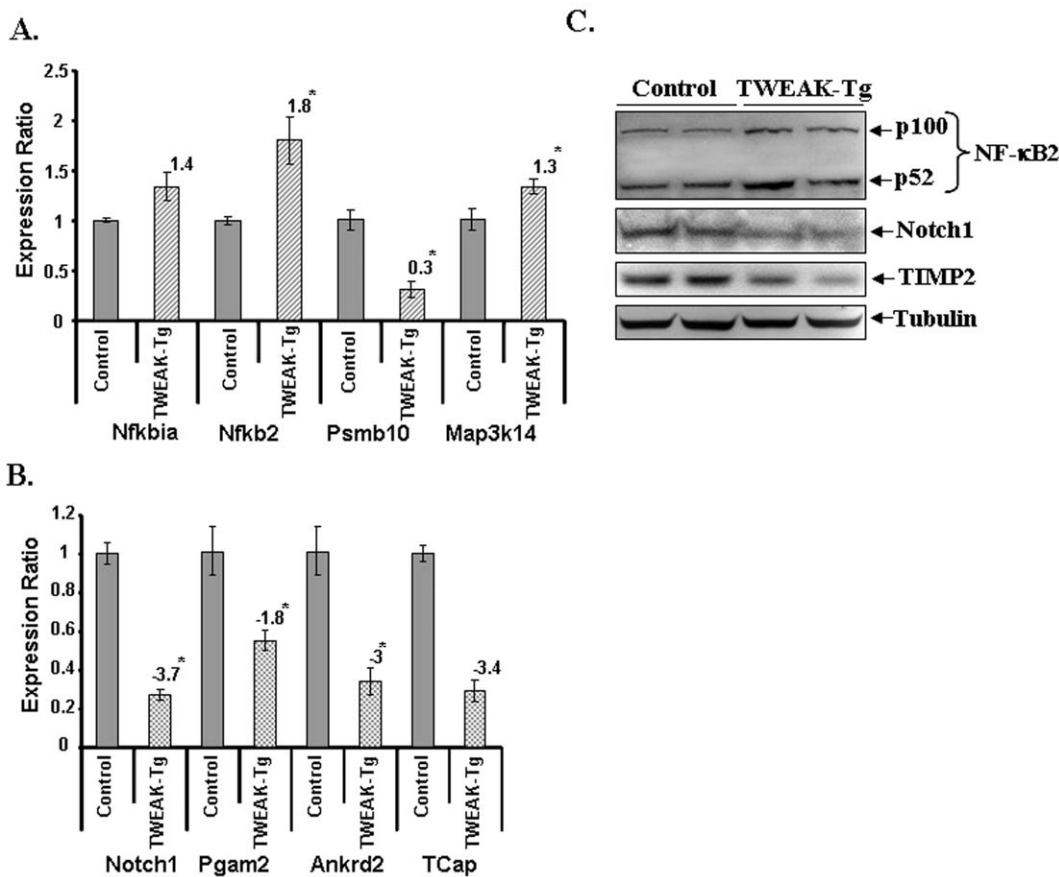 A.
Expression Ratio
2.5
2
1.5
1
0.5
0
1.4
1.8*
0.3*
1.3*
Control
TWEAK-Tg
Control
TWEAK-Tg
Control
TWEAK-Tg
Control
TWEAK-Tg
Nfkbia
Nfkb2
Psmb10
Map3k14
B.
Expression Ratio
1.2
1
0.8
0.6
0.4
0.2
0
-3.7*
-1.8*
-3*
-3.4
Control
TWEAK-Tg
Control
TWEAK-Tg
Control
TWEAK-Tg
Control
TWEAK-Tg
Notch1
Pgam2
Ankrd2
TCap
C.
Control TWEAK-Tg
p100
p52
NF-κB2
Notch1
TIMP2
Tubulin